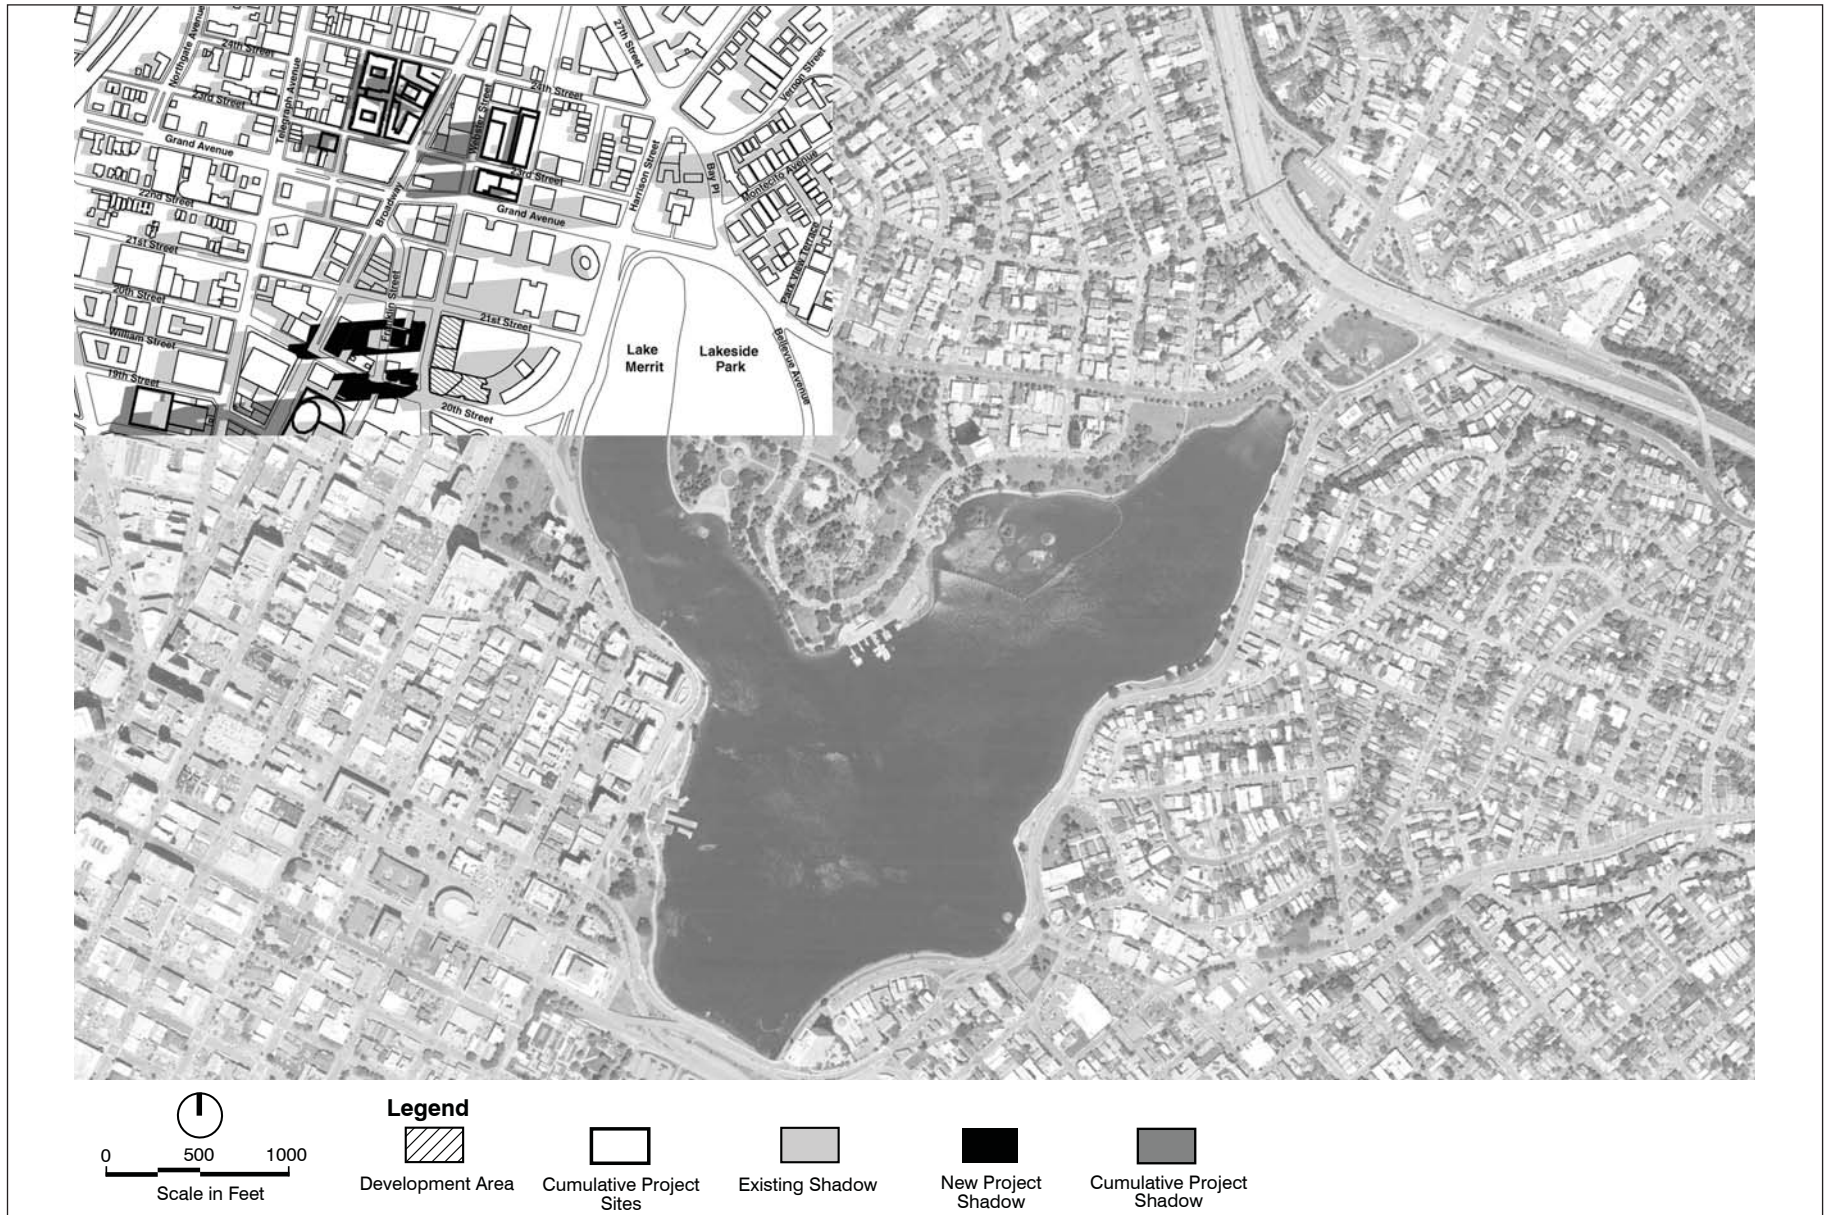 27th Street
Northgate Avenue
24th Street
Telegraph Avenue
23rd Street
Webster Street
24th Street
Vernon Street
Grand Avenue
Harrison Street
Bay Pl
Montecito Avenue
23rd Street
22nd Street
Broadway
Grand Avenue
21st Street
Park View Terrace
Franklin Street
20th Street
21st Street
William Street
Lake
Merrit
Lakeside
Park
Bellevue Avenue
19th Street
20th Street
Legend
0 500 1000
Scale in Feet
Development Area
Cumulative Project
Sites
Existing Shadow
New Project
Shadow
Cumulative Project
Shadow